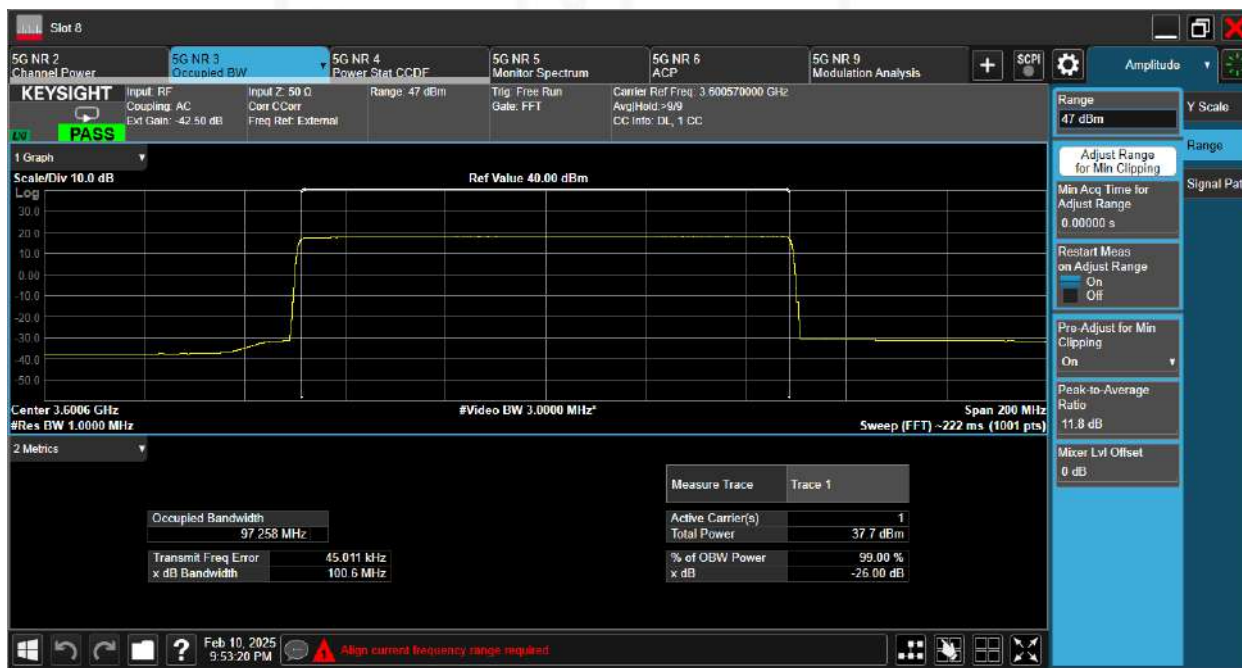 Slot 8
5G NR 2
Channel Power
5G NR 3
Occupied BW
5G NR 4
Power Stat CCDF
5G NR 5
Monitor Spectrum
5G NR 6
ACP
5G NR 9
Modulation Analysis
SCPI
Amplitude
KEYSIGHT
LXI
PASS
Input: RF
Coupling: AC
Ext Gain: -42.50 dB
Input Z: 50 Ω
Corr CCorr
Freq Ref: External
Range: 47 dBm
Trig: Free Run
Gate: FFT
Carrier Ref Freq: 3.600570000 GHz
Avg|Hold:>9/9
CC Info: DL, 1 CC
1 Graph
Scale/Div 10.0 dB
Ref Value 40.00 dBm
Log
30.0
20.0
10.0
0.00
-10.0
-20.0
-30.0
-40.0
-50.0
Center 3.6006 GHz
#Res BW 1.0000 MHz
#Video BW 3.0000 MHz*
Span 200 MHz
Sweep (FFT) ~222 ms (1001 pts)
2 Metrics
Measure Trace Trace 1
Occupied Bandwidth
97.258 MHz
Transmit Freq Error 45.011 kHz
x dB Bandwidth 100.6 MHz
Active Carrier(s) 1
Total Power 37.7 dBm
% of OBW Power 99.00 %
x dB -26.00 dB
Range
47 dBm
Adjust Range
for Min Clipping
Min Acq Time for
Adjust Range
0.00000 s
Restart Meas
on Adjust Range
On
Off
Pre-Adjust for Min
Clipping
On
Peak-to-Average
Ratio
11.8 dB
Mixer Lvl Offset
0 dB
Y Scale
Range
Signal Pat
?
Feb 10, 2025
9:53:20 PM
Align current frequency range required